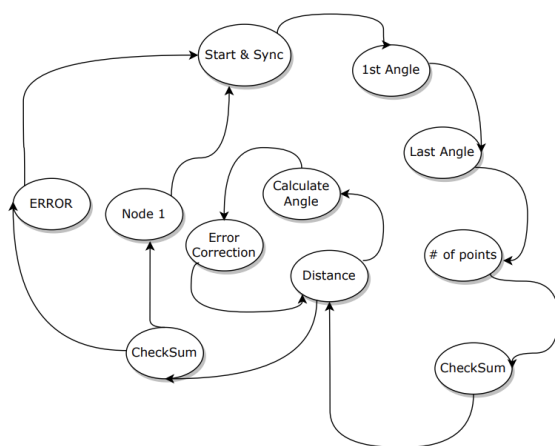 Start & Sync
1st Angle
Last Angle
Calculate
Angle
ERROR
Node 1
Error
Correction
# of points
Distance
CheckSum
CheckSum